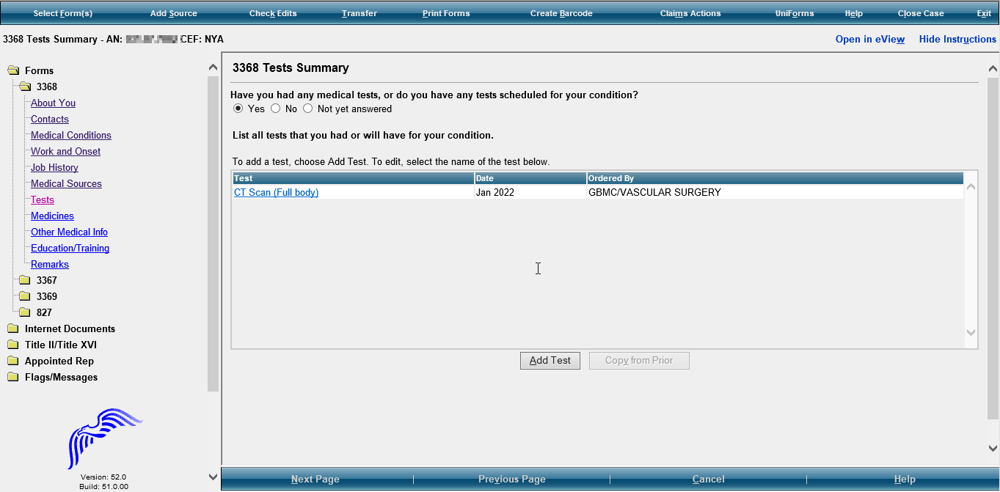 Select Form(s) Add Source Check Edits Transfer Print Forms Create Barcode Claims Actions UniForms Help Close Case Exit
3368 Tests Summary - AN: CEF: NYA Open in eView Hide Instructions
Forms
3368
About You
Contacts
Medical Conditions
Work and Onset
Job History
Medical Sources
Tests
Medicines
Other Medical Info
Education/Training
Remarks
3367
3369
827
Internet Documents
Title II/Title XVI
Appointed Rep
Flags/Messages
Version: 52.0
Build: 51.0.00
3368 Tests Summary
Have you had any medical tests, or do you have any tests scheduled for your condition?
Yes No Not yet answered
List all tests that you had or will have for your condition.
To add a test, choose Add Test. To edit, select the name of the test below.
Test Date Ordered By
CT Scan (Full body) Jan 2022 GBMC/VASCULAR SURGERY
Add Test Copy from Prior
Next Page Previous Page Cancel Help